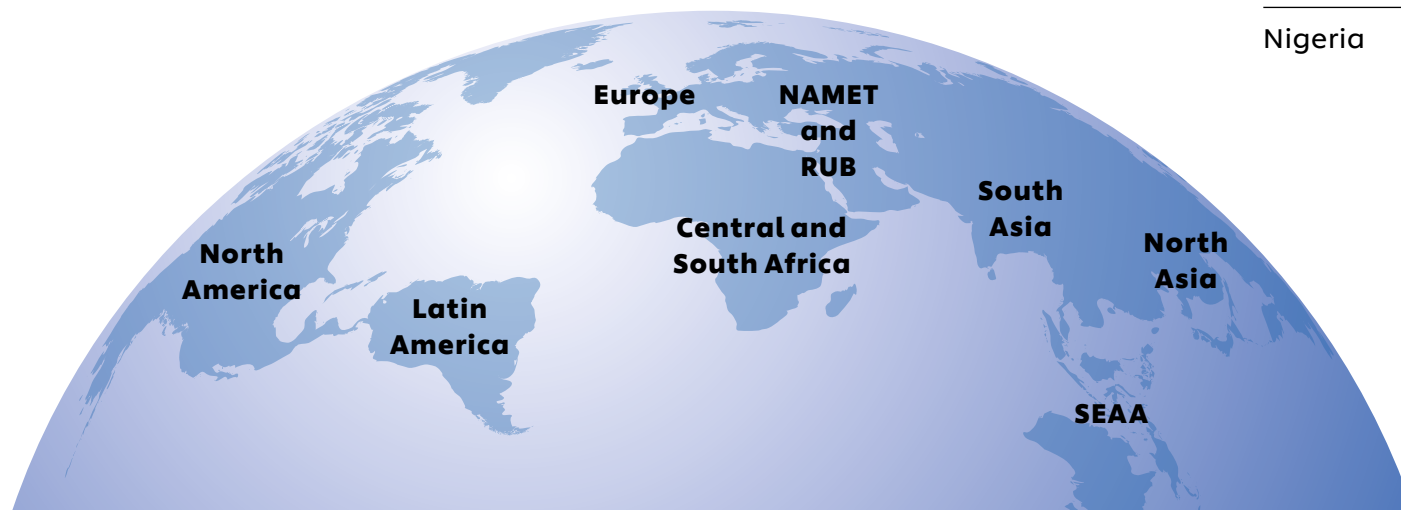 Nigeria
Europe
NAMET
and
RUB
South
Asia
Central and
South Africa
North
Asia
North
America
Latin
America
SEAA